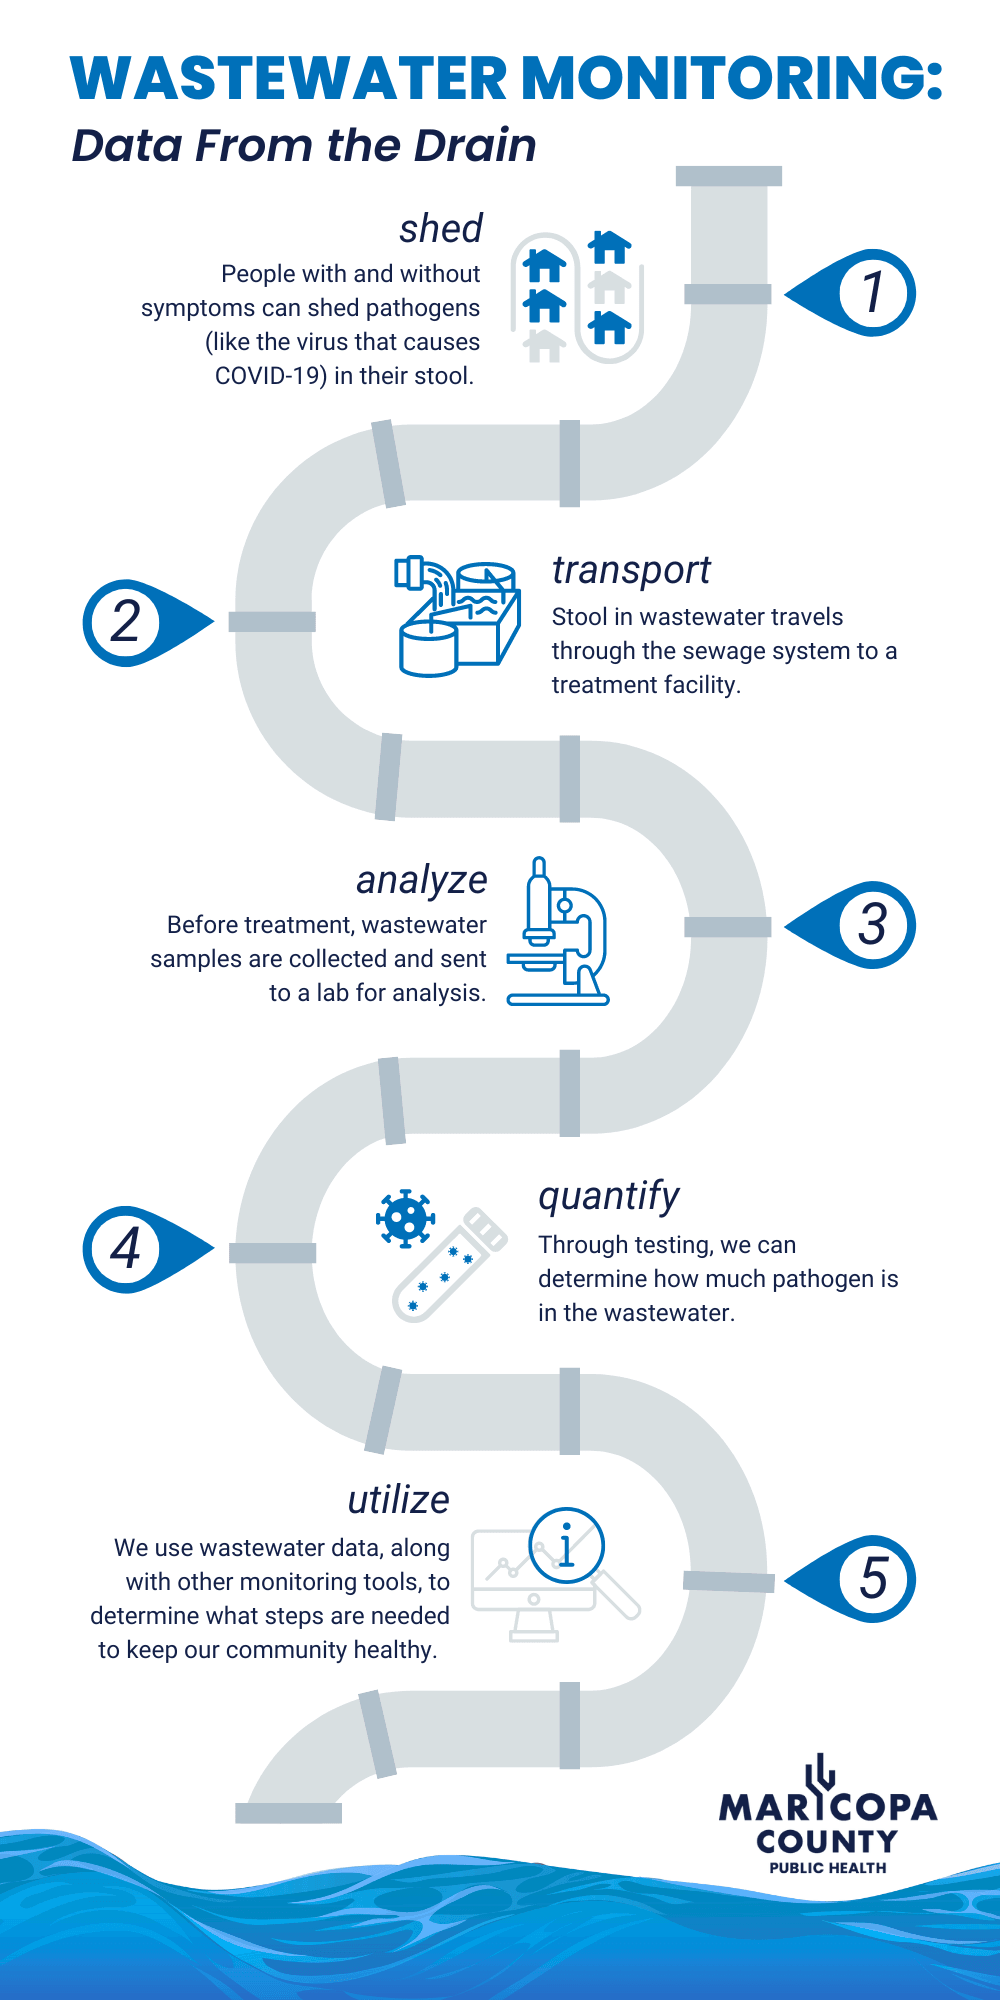 WASTEWATER MONITORING:
Data From the Drain
shed
People with and without
symptoms can shed pathogens
(like the virus that causes
COVID-19) in their stool.
1
transport
Stool in wastewater travels
through the sewage system to a
treatment facility.
2
analyze
Before treatment, wastewater
samples are collected and sent
to a lab for analysis.
3
quantify
Through testing, we can
determine how much pathogen is
in the wastewater.
4
utilize
We use wastewater data, along
with other monitoring tools, to
determine what steps are needed
to keep our community healthy.
i
5
MARICOPA
COUNTY
PUBLIC HEALTH